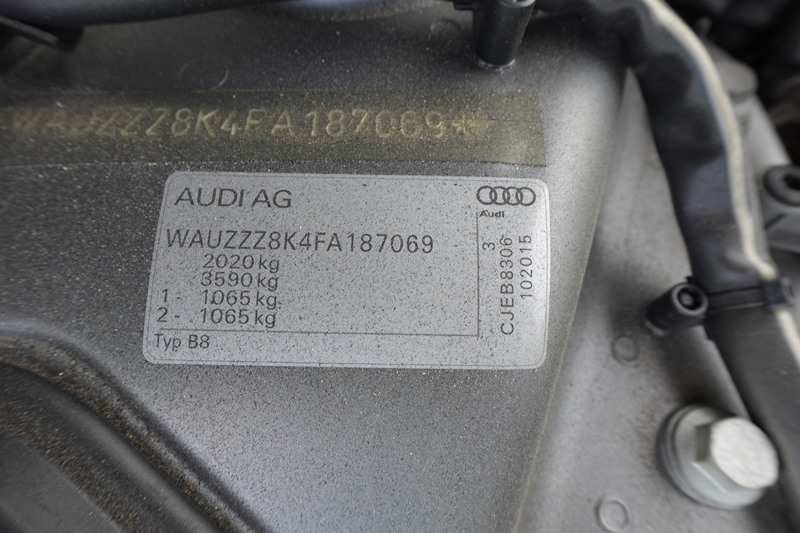 WAUZZZ8K4FA187069*
AUDI AG
Audi
WAUZZZ8K4FA187069
2020 kg
3590 kg
1 - 1065 kg
2 - 1065 kg
Typ B8
3
CJEB8306
102015